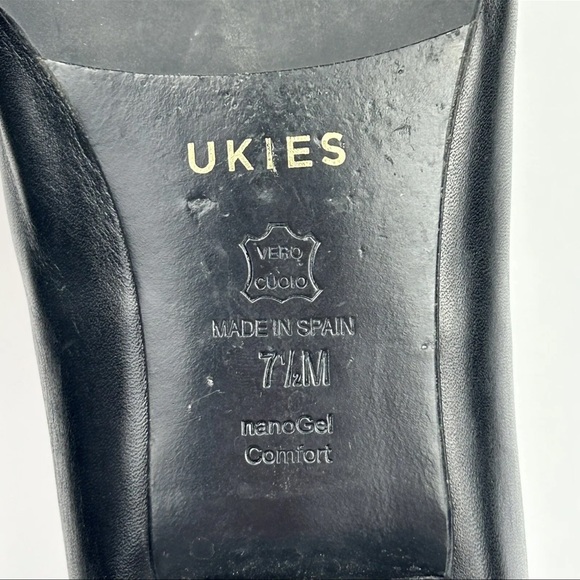 UKIES
VERO
CUOIO
MADE IN SPAIN
7½M
nanoGel
Comfort